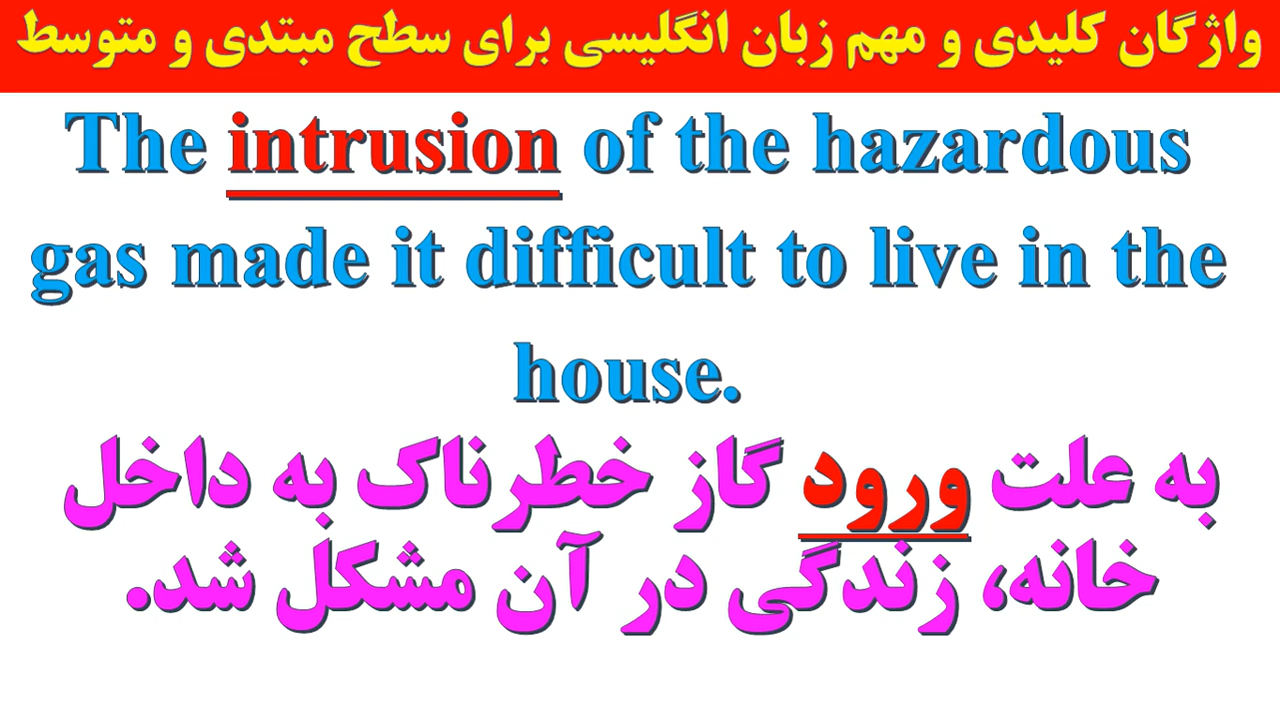 واژگان کلیدی و مهم زبان انگلیسی برای سطح مبتدی و متوسط
The intrusion of the hazardous
gas made it difficult to live in the
house.
به علت ورود گاز خطرناک به داخل
خانه، زندگی در آن مشکل شد.